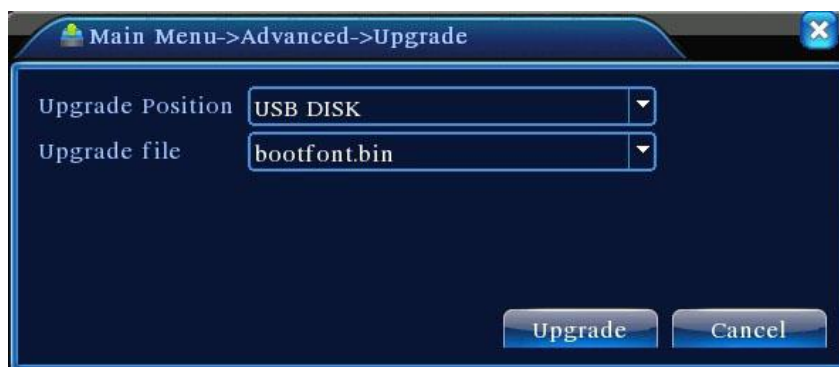 Main Menu->Advanced->Upgrade
Upgrade Position USB DISK
Upgrade file bootfont.bin
Upgrade Cancel